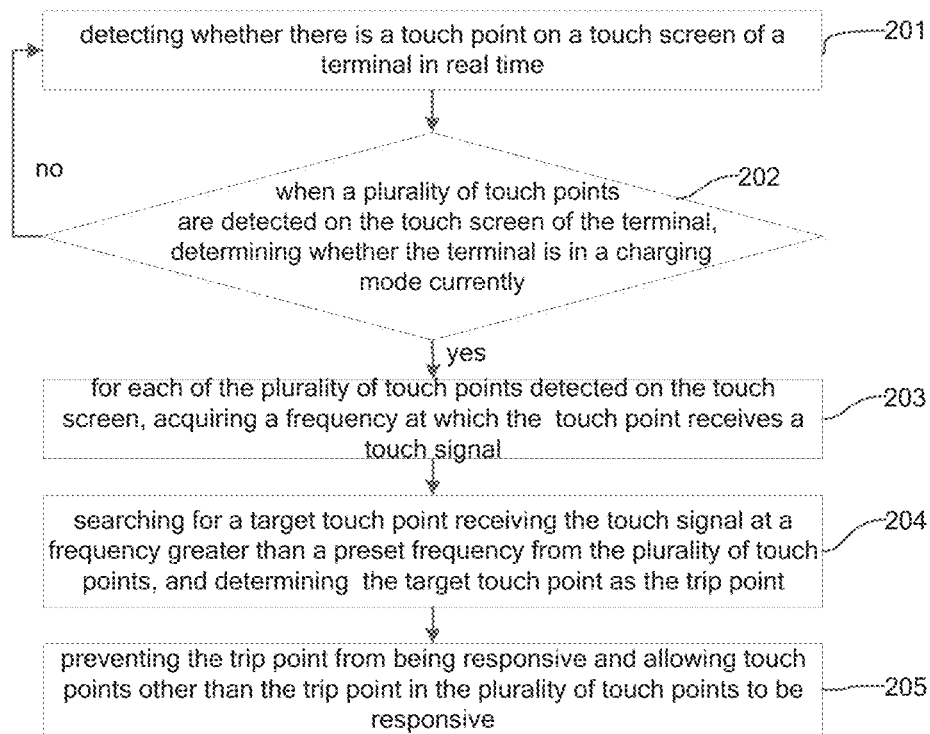 detecting whether there is a touch point on a touch screen of a
terminal in real time
201
no
202
when a plurality of touch points
are detected on the touch screen of the terminal,
determining whether the terminal is in a charging
mode currently
yes
for each of the plurality of touch points detected on the touch
screen, acquiring a frequency at which the touch point receives a
touch signal
203
searching for a target touch point receiving the touch signal at a
frequency greater than a preset frequency from the plurality of touch
points, and determining the target touch point as the trip point
204
preventing the trip point from being responsive and allowing touch
points other than the trip point in the plurality of touch points to be
responsive
205